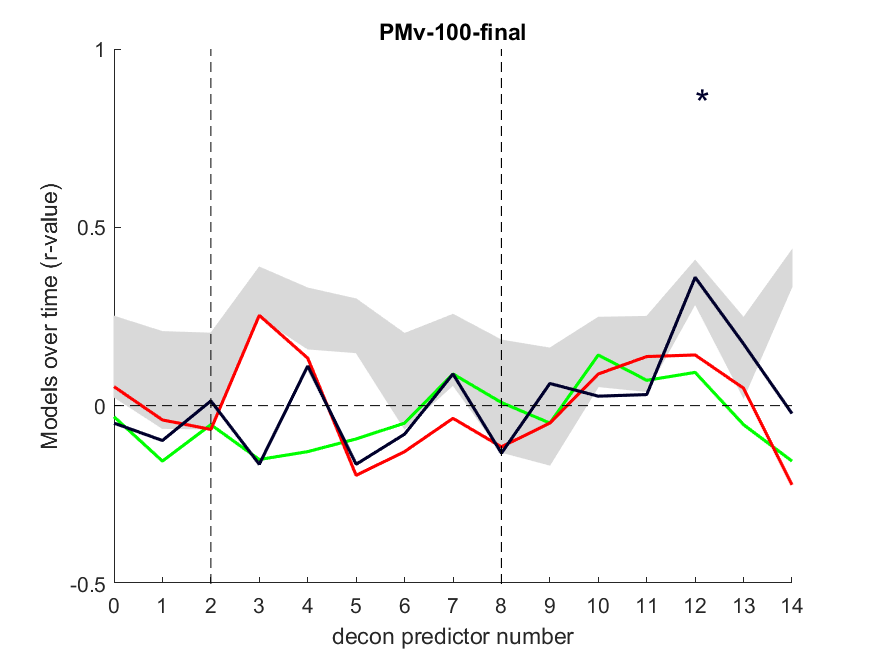 PMv-100-final
1
*
0.5
0
-0.5
Models over time (r-value)
0 1 2 3 4 5 6 7 8 9 10 11 12 13 14
decon predictor number